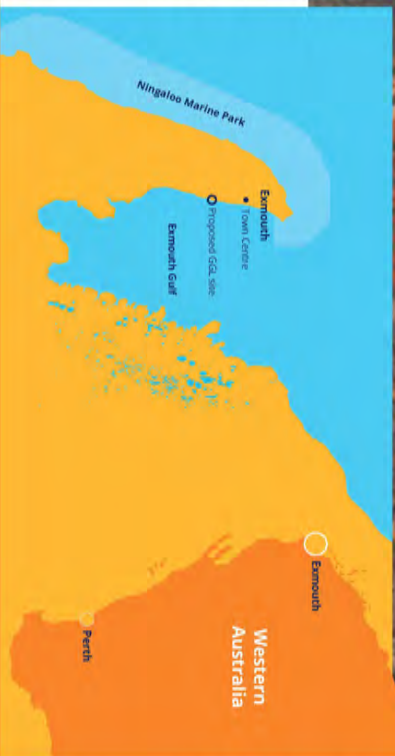 Ningaloo Marine Park
Exmouth
Town Centre
Proposed GGL site
Exmouth Gulf
Exmouth
Western
Australia
Perth